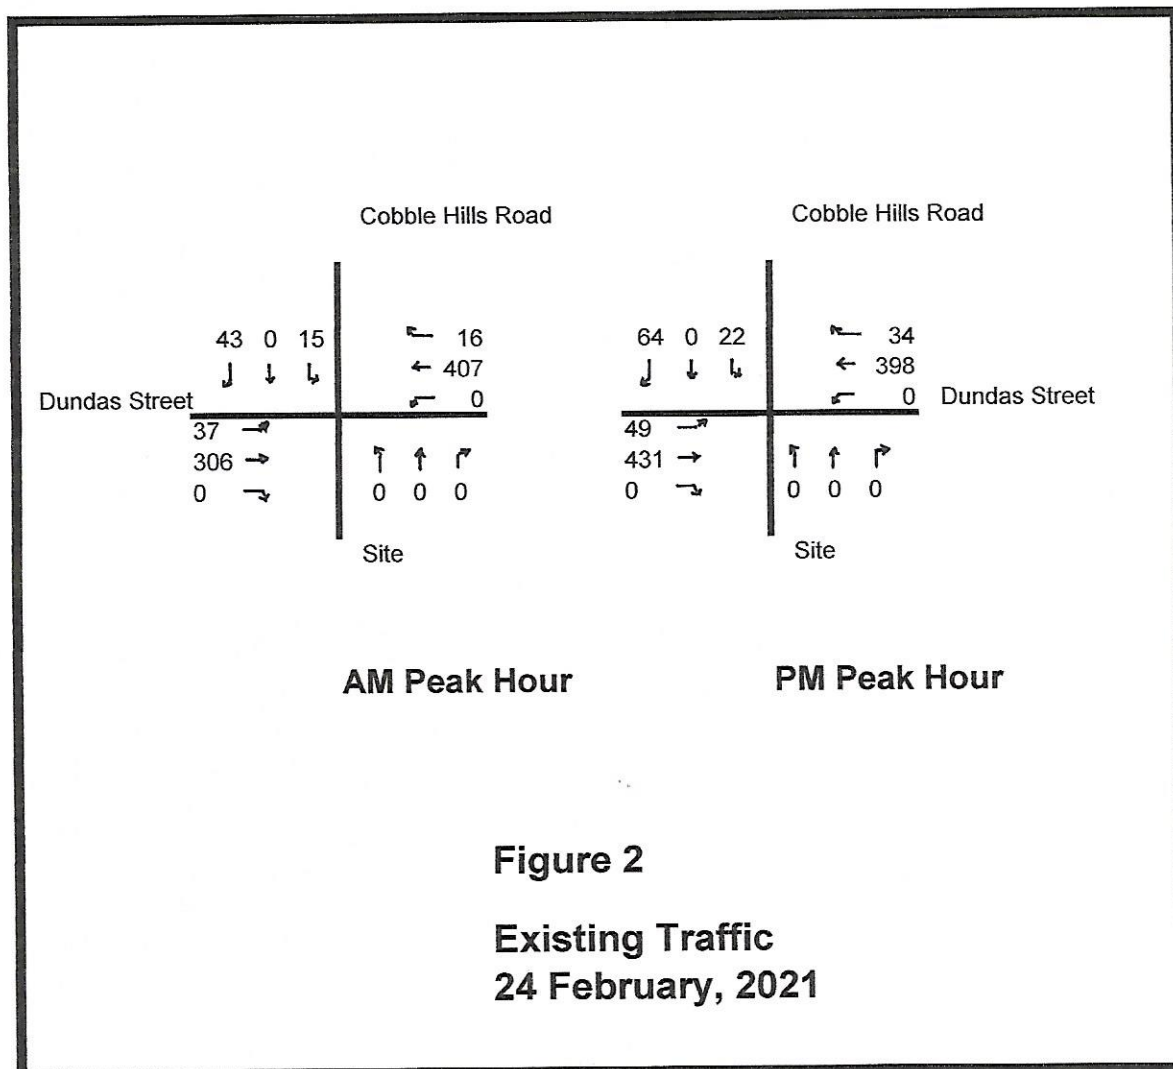 Cobble Hills Road
43 0 15
16
407
0
Dundas Street
37
306
0
0 0 0
Site
AM Peak Hour
Cobble Hills Road
64 0 22
34
398
0
Dundas Street
49
431
0
0 0 0
Site
PM Peak Hour
Figure 2
Existing Traffic
24 February, 2021